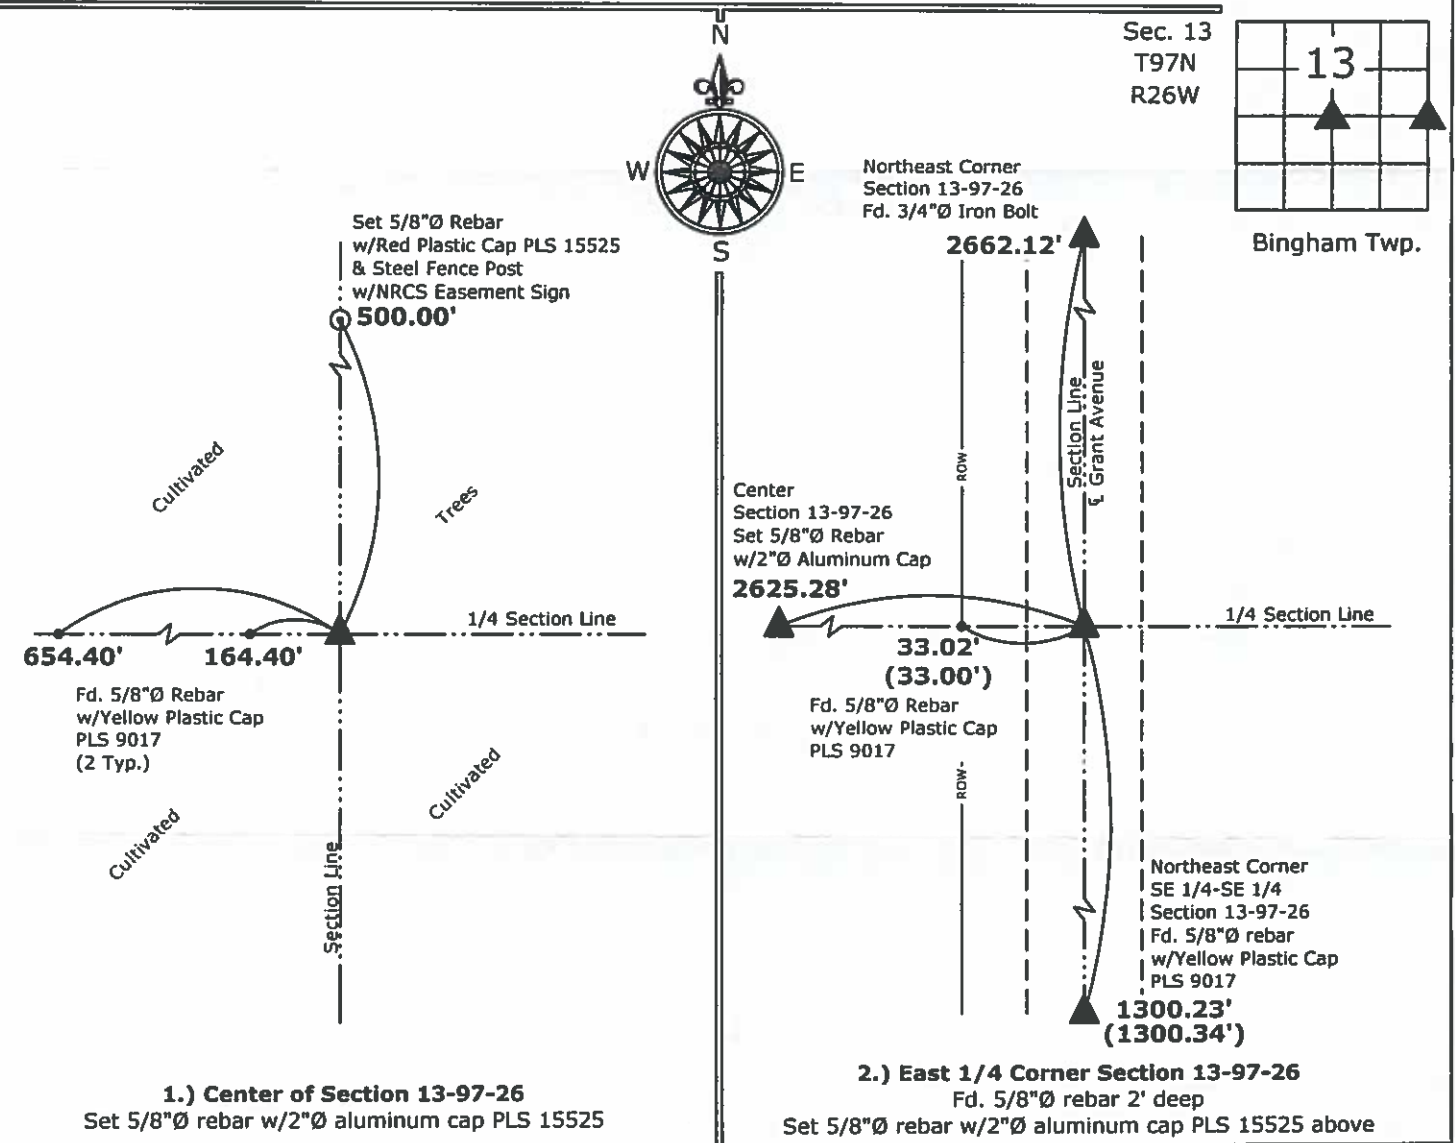 N
W
E
S
Sec. 13
T97N
R26W
13
Bingham Twp.
Set 5/8"Ø Rebar
w/Red Plastic Cap PLS 15525
& Steel Fence Post
w/NRCS Easement Sign
500.00'
Cultivated
Trees
1/4 Section Line
654.40'
164.40'
Fd. 5/8"Ø Rebar
w/Yellow Plastic Cap
PLS 9017
(2 Typ.)
Cultivated
Cultivated
Section Line
1.) Center of Section 13-97-26
Set 5/8"Ø rebar w/2"Ø aluminum cap PLS 15525
Northeast Corner
Section 13-97-26
Fd. 3/4"Ø Iron Bolt
2662.12'
ROW
Section Line
℄ Grant Avenue
Center
Section 13-97-26
Set 5/8"Ø Rebar
w/2"Ø Aluminum Cap
2625.28'
1/4 Section Line
33.02'
(33.00')
Fd. 5/8"Ø Rebar
w/Yellow Plastic Cap
PLS 9017
ROW
Northeast Corner
SE 1/4-SE 1/4
Section 13-97-26
Fd. 5/8"Ø rebar
w/Yellow Plastic Cap
PLS 9017
1300.23'
(1300.34')
2.) East 1/4 Corner Section 13-97-26
Fd. 5/8"Ø rebar 2' deep
Set 5/8"Ø rebar w/2"Ø aluminum cap PLS 15525 above